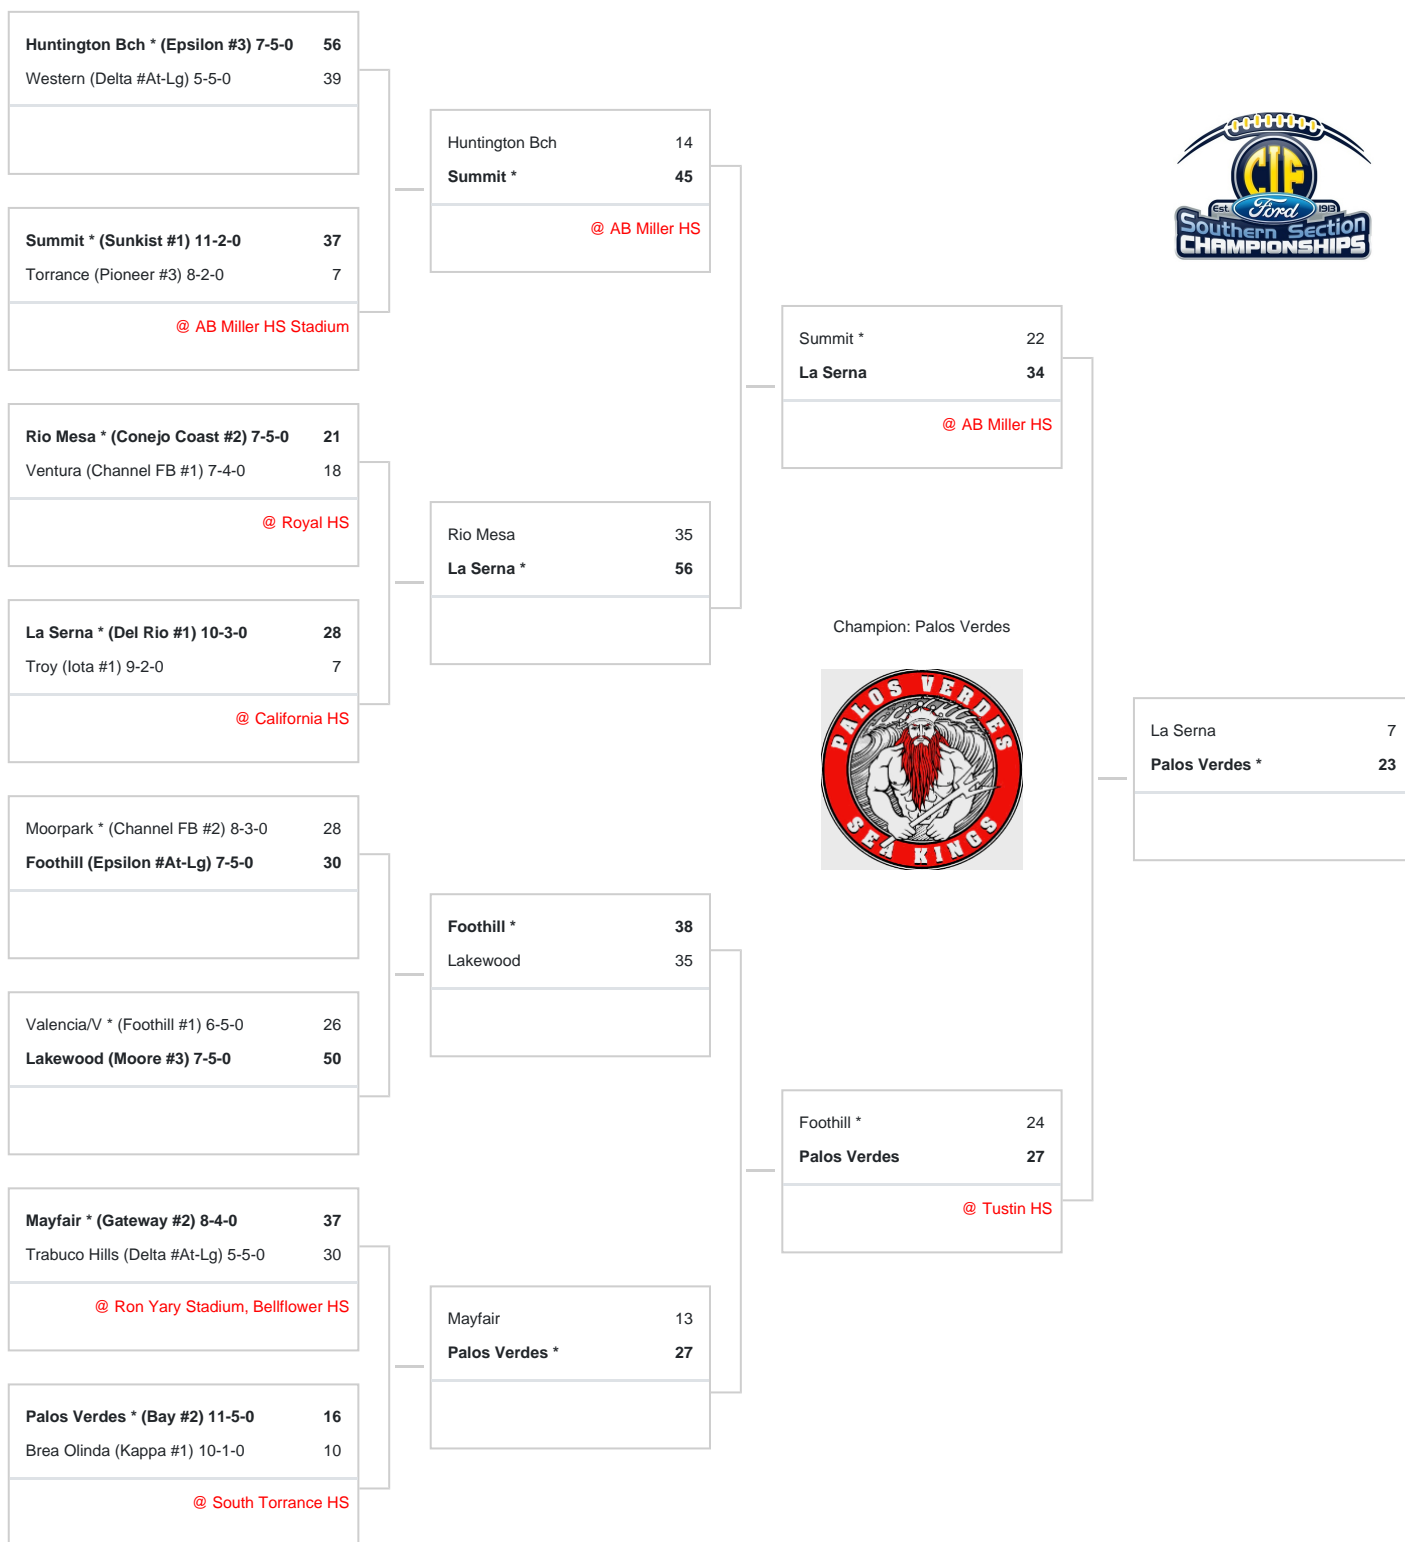 Huntington Bch * (Epsilon #3) 7-5-0 56
Western (Delta #At-Lg) 5-5-0 39
Summit * (Sunkist #1) 11-2-0 37
Torrance (Pioneer #3) 8-2-0 7
@ AB Miller HS Stadium
Rio Mesa * (Conejo Coast #2) 7-5-0 21
Ventura (Channel FB #1) 7-4-0 18
@ Royal HS
La Serna * (Del Rio #1) 10-3-0 28
Troy (Iota #1) 9-2-0 7
@ California HS
Moorpark * (Channel FB #2) 8-3-0 28
Foothill (Epsilon #At-Lg) 7-5-0 30
Valencia/V * (Foothill #1) 6-5-0 26
Lakewood (Moore #3) 7-5-0 50
Mayfair * (Gateway #2) 8-4-0 37
Trabuco Hills (Delta #At-Lg) 5-5-0 30
@ Ron Yary Stadium, Bellflower HS
Palos Verdes * (Bay #2) 11-5-0 16
Brea Olinda (Kappa #1) 10-1-0 10
@ South Torrance HS
Huntington Bch 14
Summit * 45
@ AB Miller HS
Rio Mesa 35
La Serna * 56
Foothill * 38
Lakewood 35
Mayfair 13
Palos Verdes * 27
Summit * 22
La Serna 34
@ AB Miller HS
Champion: Palos Verdes
PALOS VERDES
SEA KINGS
Foothill * 24
Palos Verdes 27
@ Tustin HS
CIF
Est. Ford 1913
Southern Section
CHAMPIONSHIPS
La Serna 7
Palos Verdes * 23